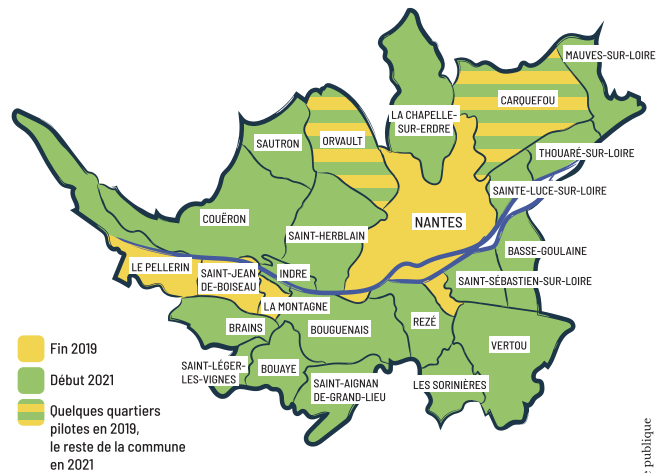 MAUVES-SUR-LOIRE
CARQUEFOU
LA CHAPELLE-
SUR-ERDRE
SAUTRON
ORVAULT
THOUARÉ-SUR-LOIRE
SAINTE-LUCE-SUR-LOIRE
COUËRON
NANTES
SAINT-HERBLAIN
BASSE-GOULAINE
LE PELLERIN
SAINT-JEAN
DE-BOISEAU
INDRE
SAINT-SÉBASTIEN-SUR-LOIRE
LA MONTAGNE
BRAINS
BOUGUENAIS
REZÉ
VERTOU
SAINT-LÉGER-
LES-VIGNES
BOUAYE
SAINT-AIGNAN
DE-GRAND-LIEU
LES SORINIÈRES
Fin 2019
Début 2021
Quelques quartiers
pilotes en 2019,
le reste de la commune
en 2021
publique